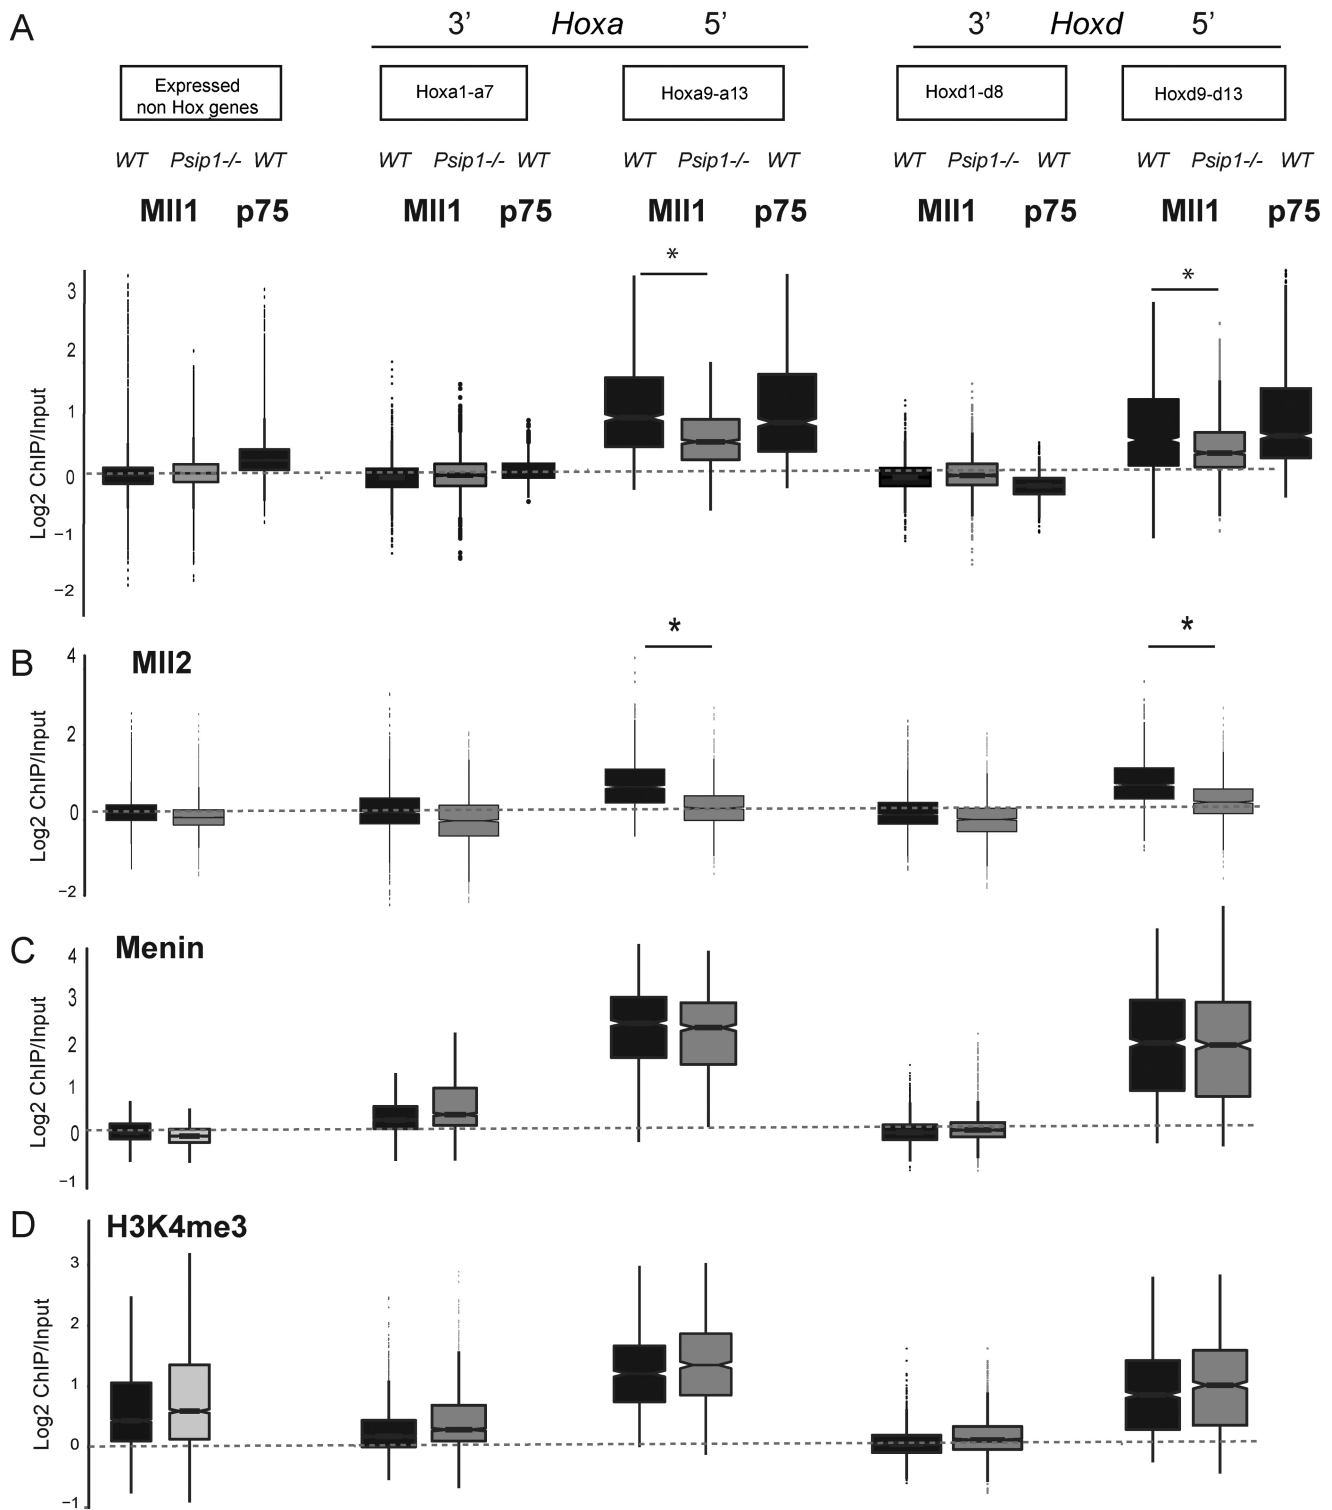 A
3’ Hoxa 5’ 3’ Hoxd 5’
Expressed
non Hox genes
Hoxa1-a7
Hoxa9-a13
Hoxd1-d8
Hoxd9-d13
WT Psip1-/- WT WT Psip1-/- WT WT Psip1-/- WT WT Psip1-/- WT WT Psip1-/- WT
Mll1 p75 Mll1 p75 Mll1 p75 Mll1 p75 Mll1 p75
* *
Log2 ChIP/Input
3
2
1
0
−1
−2
* *
B
Mll2
Log2 ChIP/Input
4
2
0
−2
C
Menin
Log2 ChIP/Input
4
3
2
1
0
−1
D
H3K4me3
Log2 ChIP/Input
3
2
1
0
−1